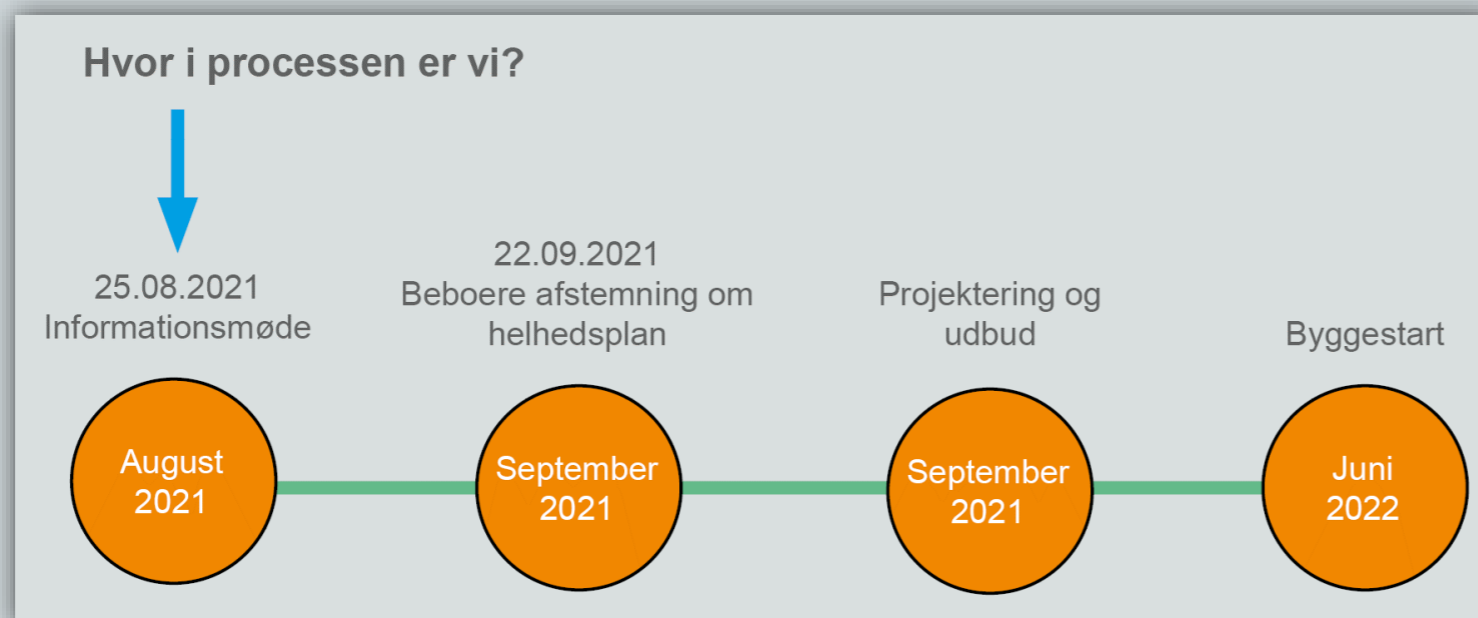 Hvor i processen er vi?
25.08.2021
Informationsmøde
22.09.2021
Beboere afstemning om
helhedsplan
Projektering og
udbud
Byggestart
August
2021
September
2021
September
2021
Juni
2022